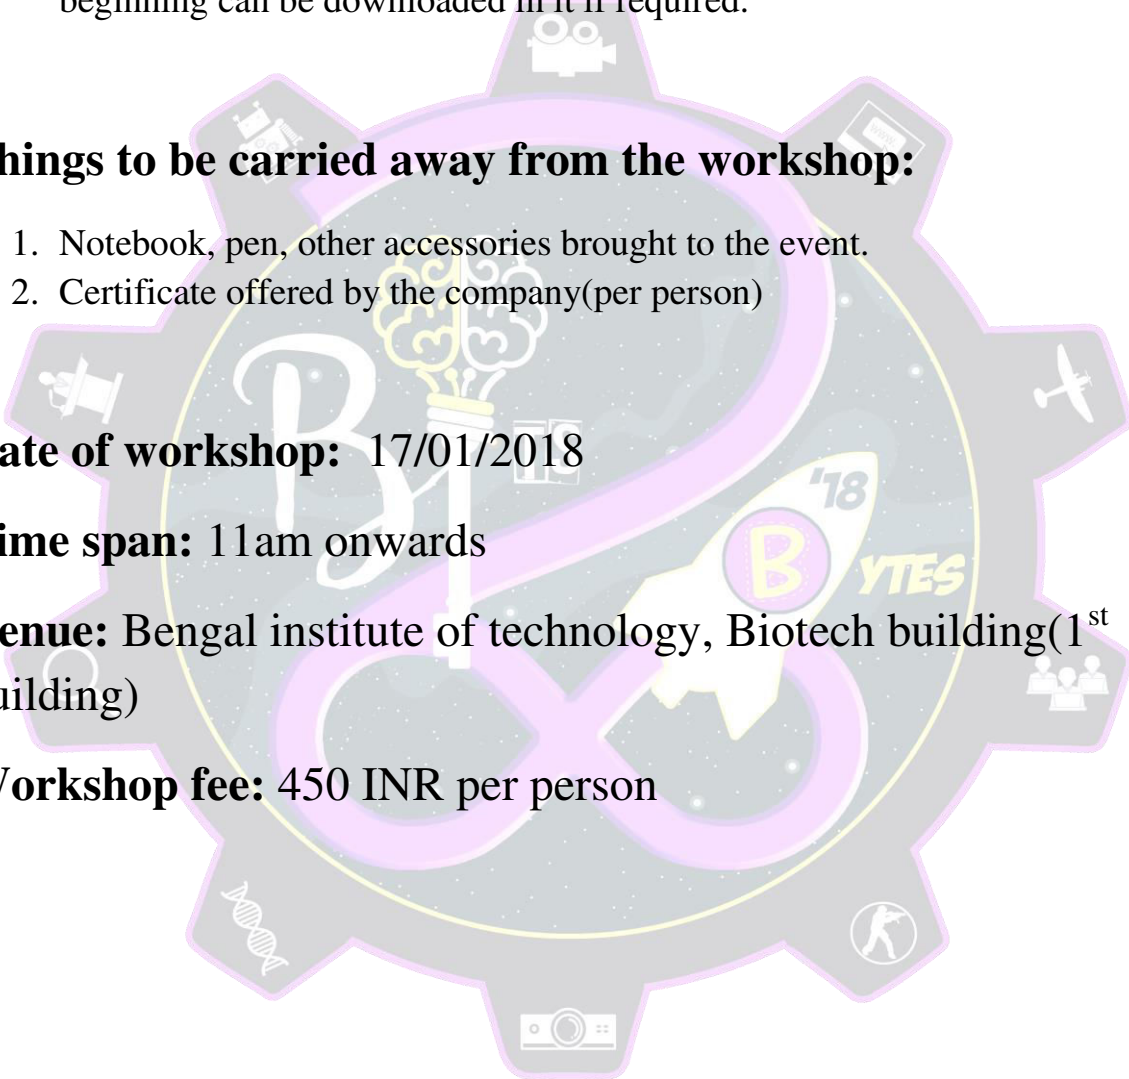 beginning can be downloaded in it if required.
hings to be carried away from the workshop:
1. Notebook, pen, other accessories brought to the event.
2. Certificate offered by the company(per person)
ate of workshop: 17/01/2018
ime span: 11am onwards
enue: Bengal institute of technology, Biotech building(1st
uilding)
Workshop fee: 450 INR per person
WWW
BITS
'18
B YTES